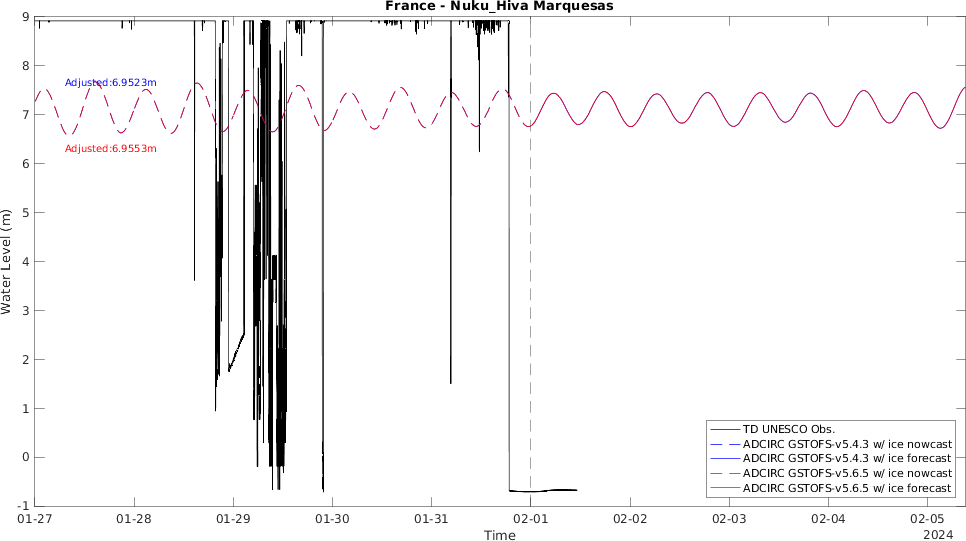 France - Nuku_Hiva Marquesas
9
8
7
6
5
4
3
2
1
0
-1
Water Level (m)
Adjusted:6.9523m
Adjusted:6.9553m
TD UNESCO Obs.
ADCIRC GSTOFS-v5.4.3 w/ ice nowcast
ADCIRC GSTOFS-v5.4.3 w/ ice forecast
ADCIRC GSTOFS-v5.6.5 w/ ice nowcast
ADCIRC GSTOFS-v5.6.5 w/ ice forecast
01-27 01-28 01-29 01-30 01-31 02-01 02-02 02-03 02-04 02-05
Time
2024